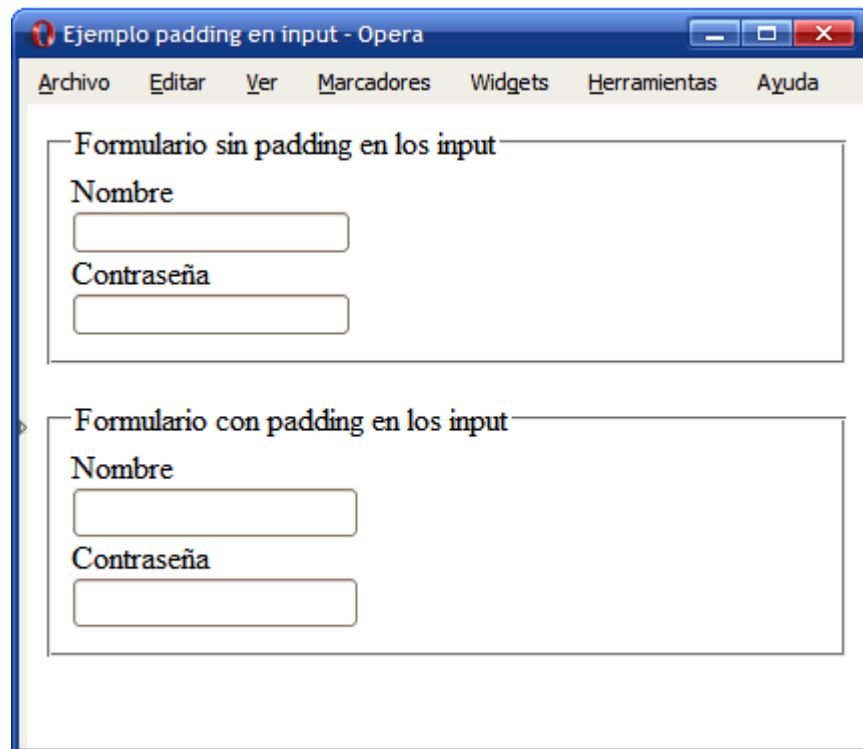 Ejemplo padding en input - Opera
Archivo Editar Ver Marcadores Widgets Herramientas Ayuda
Formulario sin padding en los input
Nombre
Contraseña
Formulario con padding en los input
Nombre
Contraseña